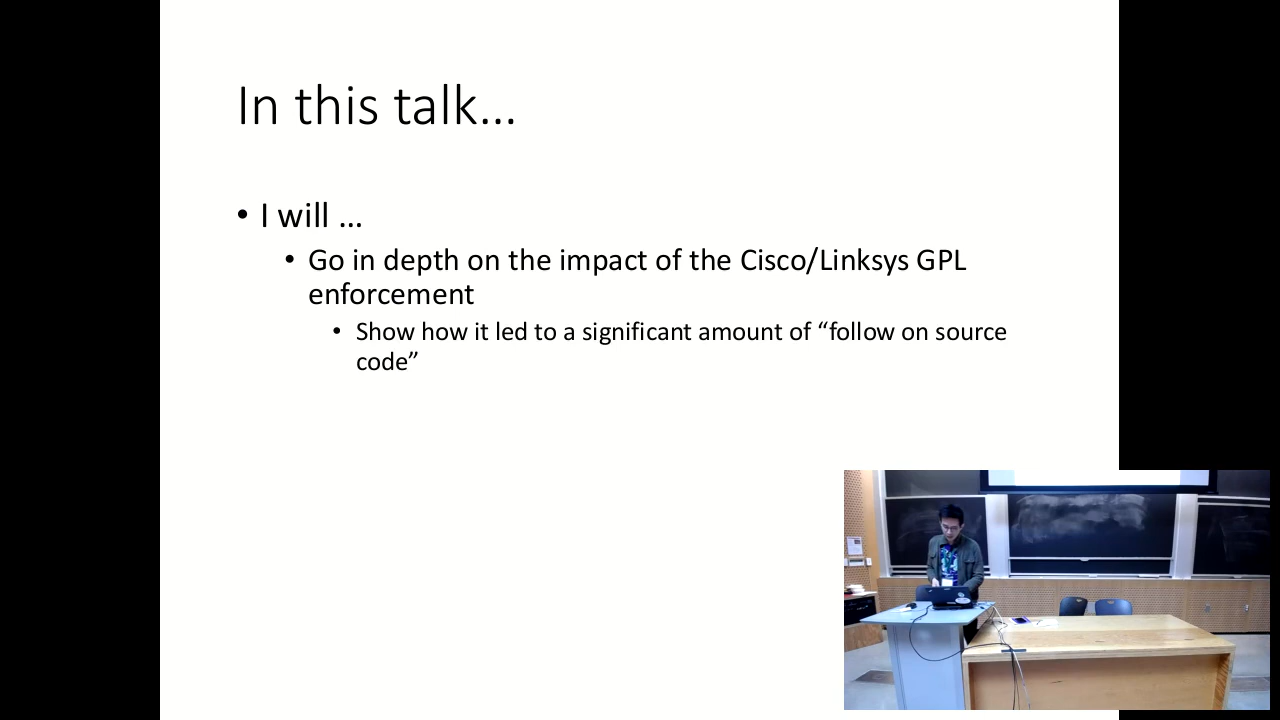 In this talk…
• I will …
• Go in depth on the impact of the Cisco/Linksys GPL
enforcement
• Show how it led to a significant amount of “follow on source
code”